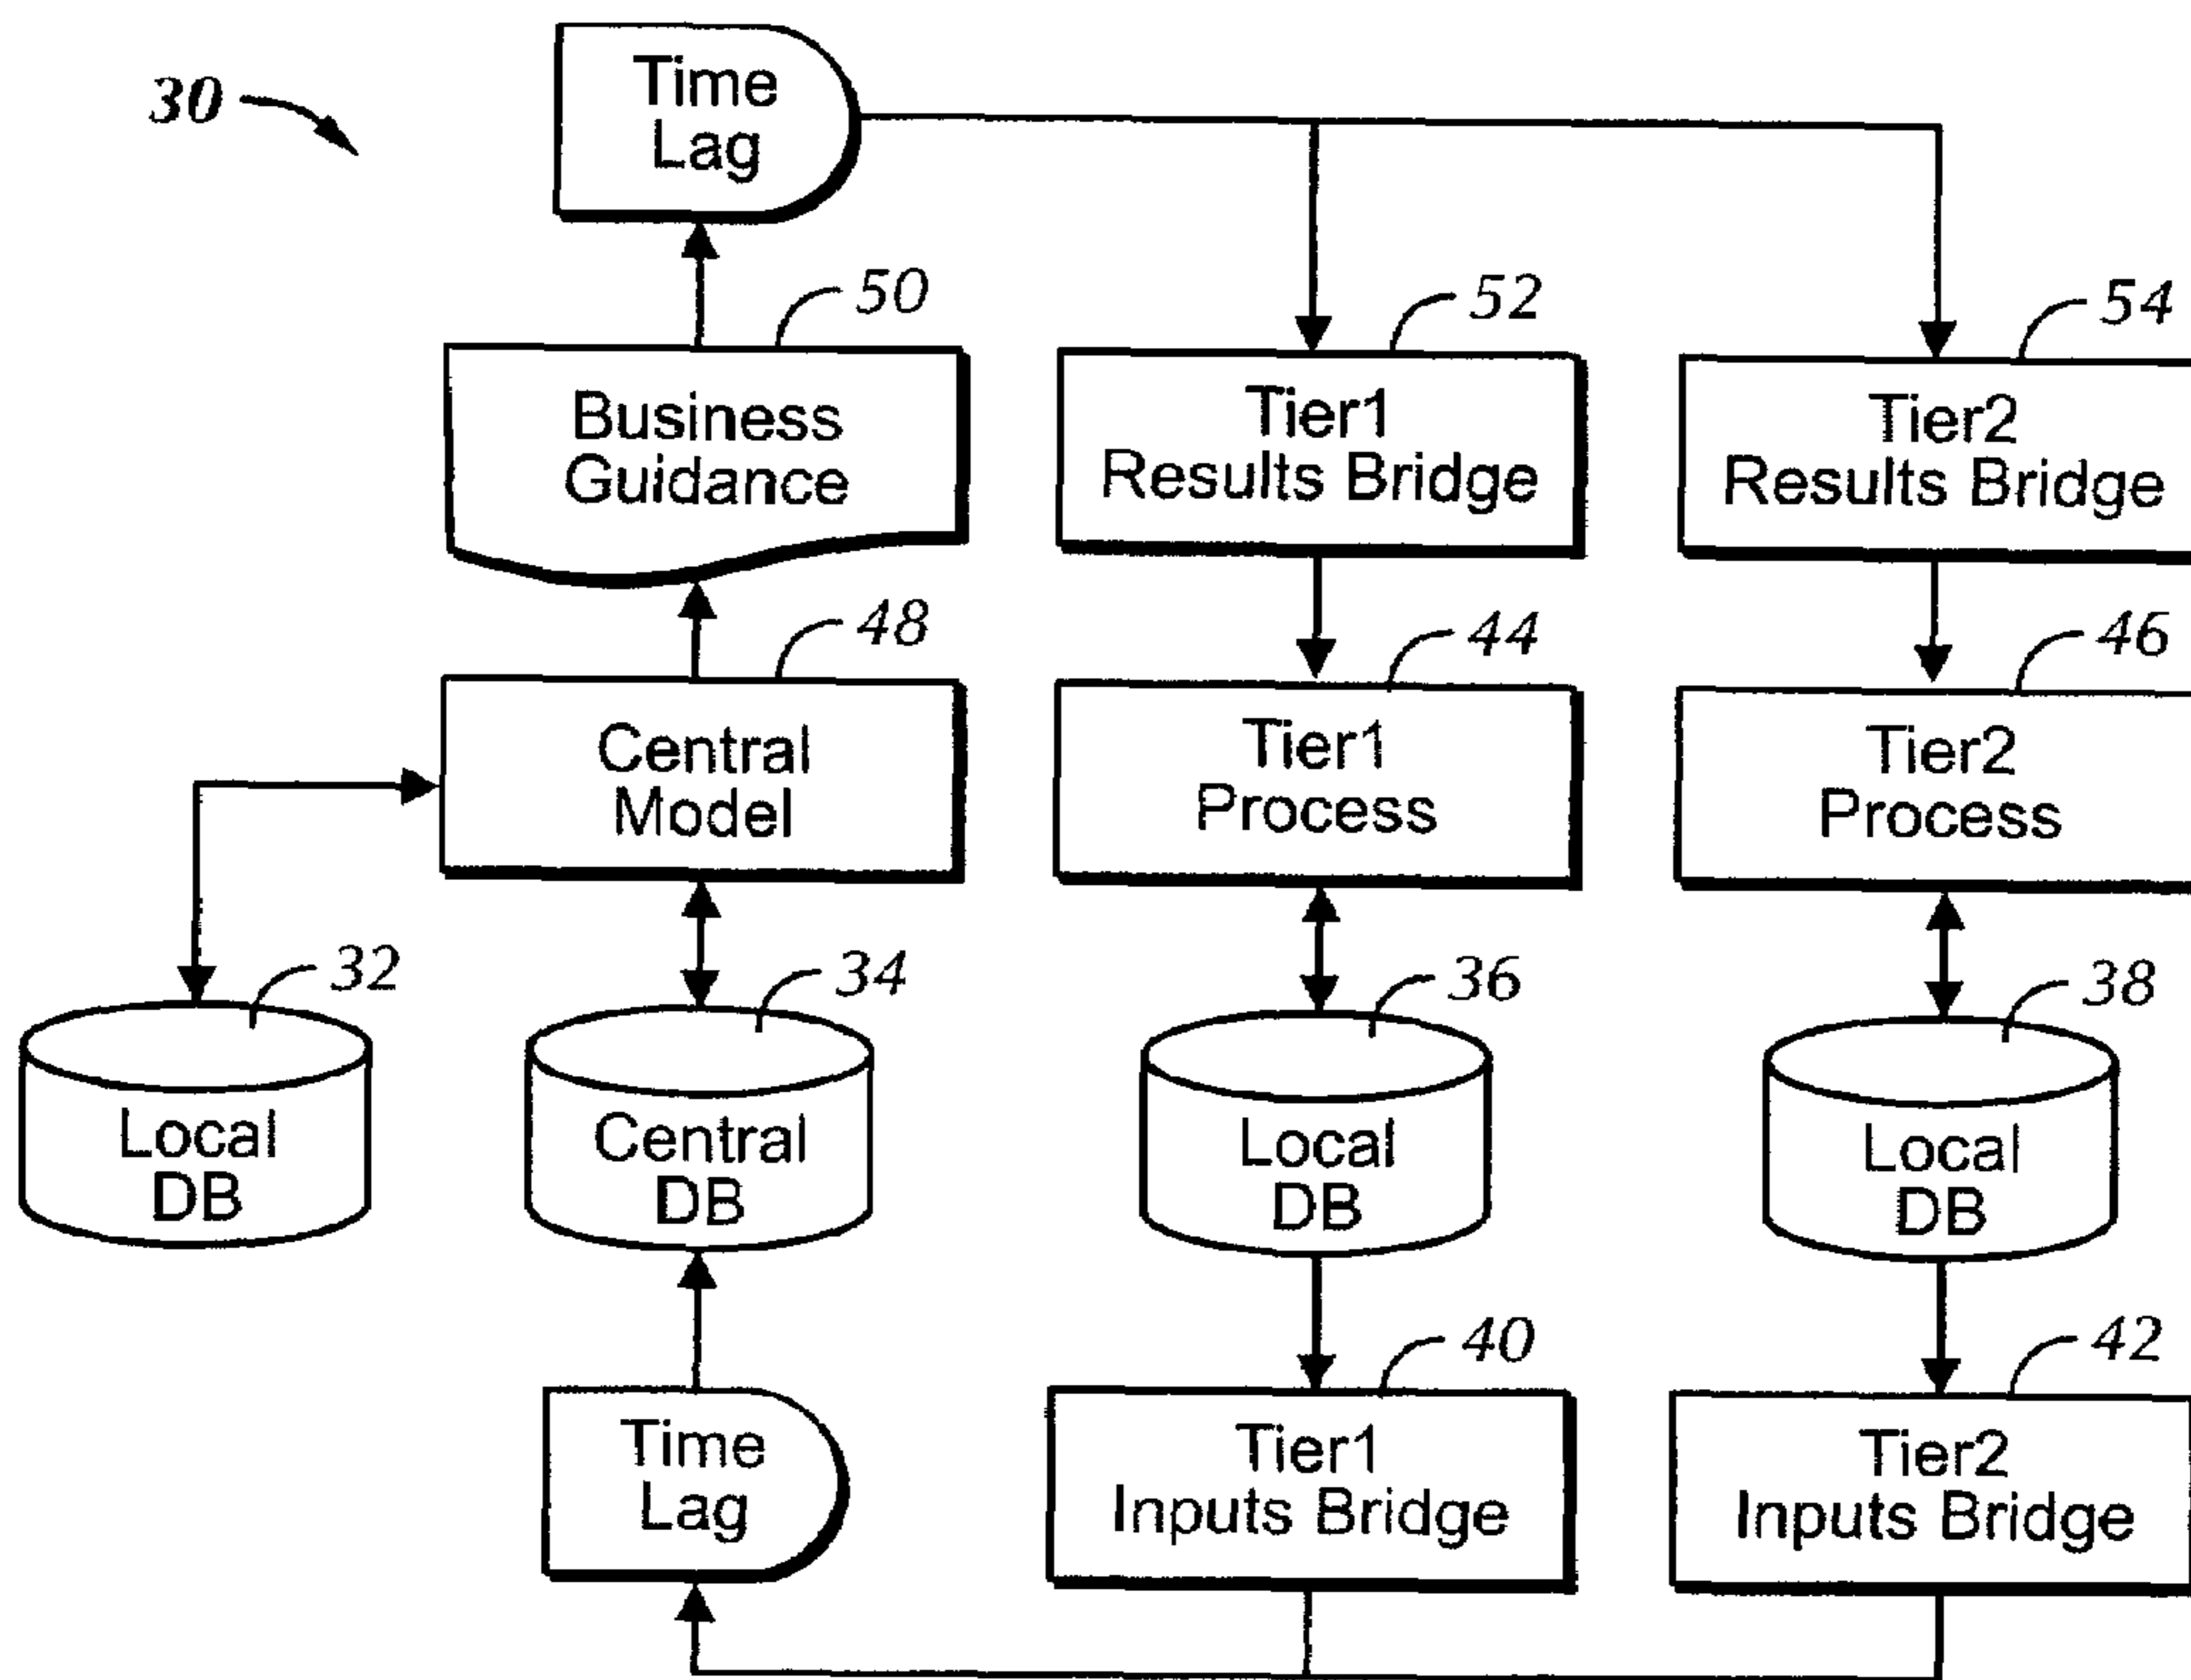 30
Time
Lag
50
52
54
Business
Guidance
Tier1
Results Bridge
Tier2
Results Bridge
48
44
46
Central
Model
Tier1
Process
Tier2
Process
32
34
36
38
Local
DB
Central
DB
Local
DB
Local
DB
40
42
Time
Lag
Tier1
Inputs Bridge
Tier2
Inputs Bridge